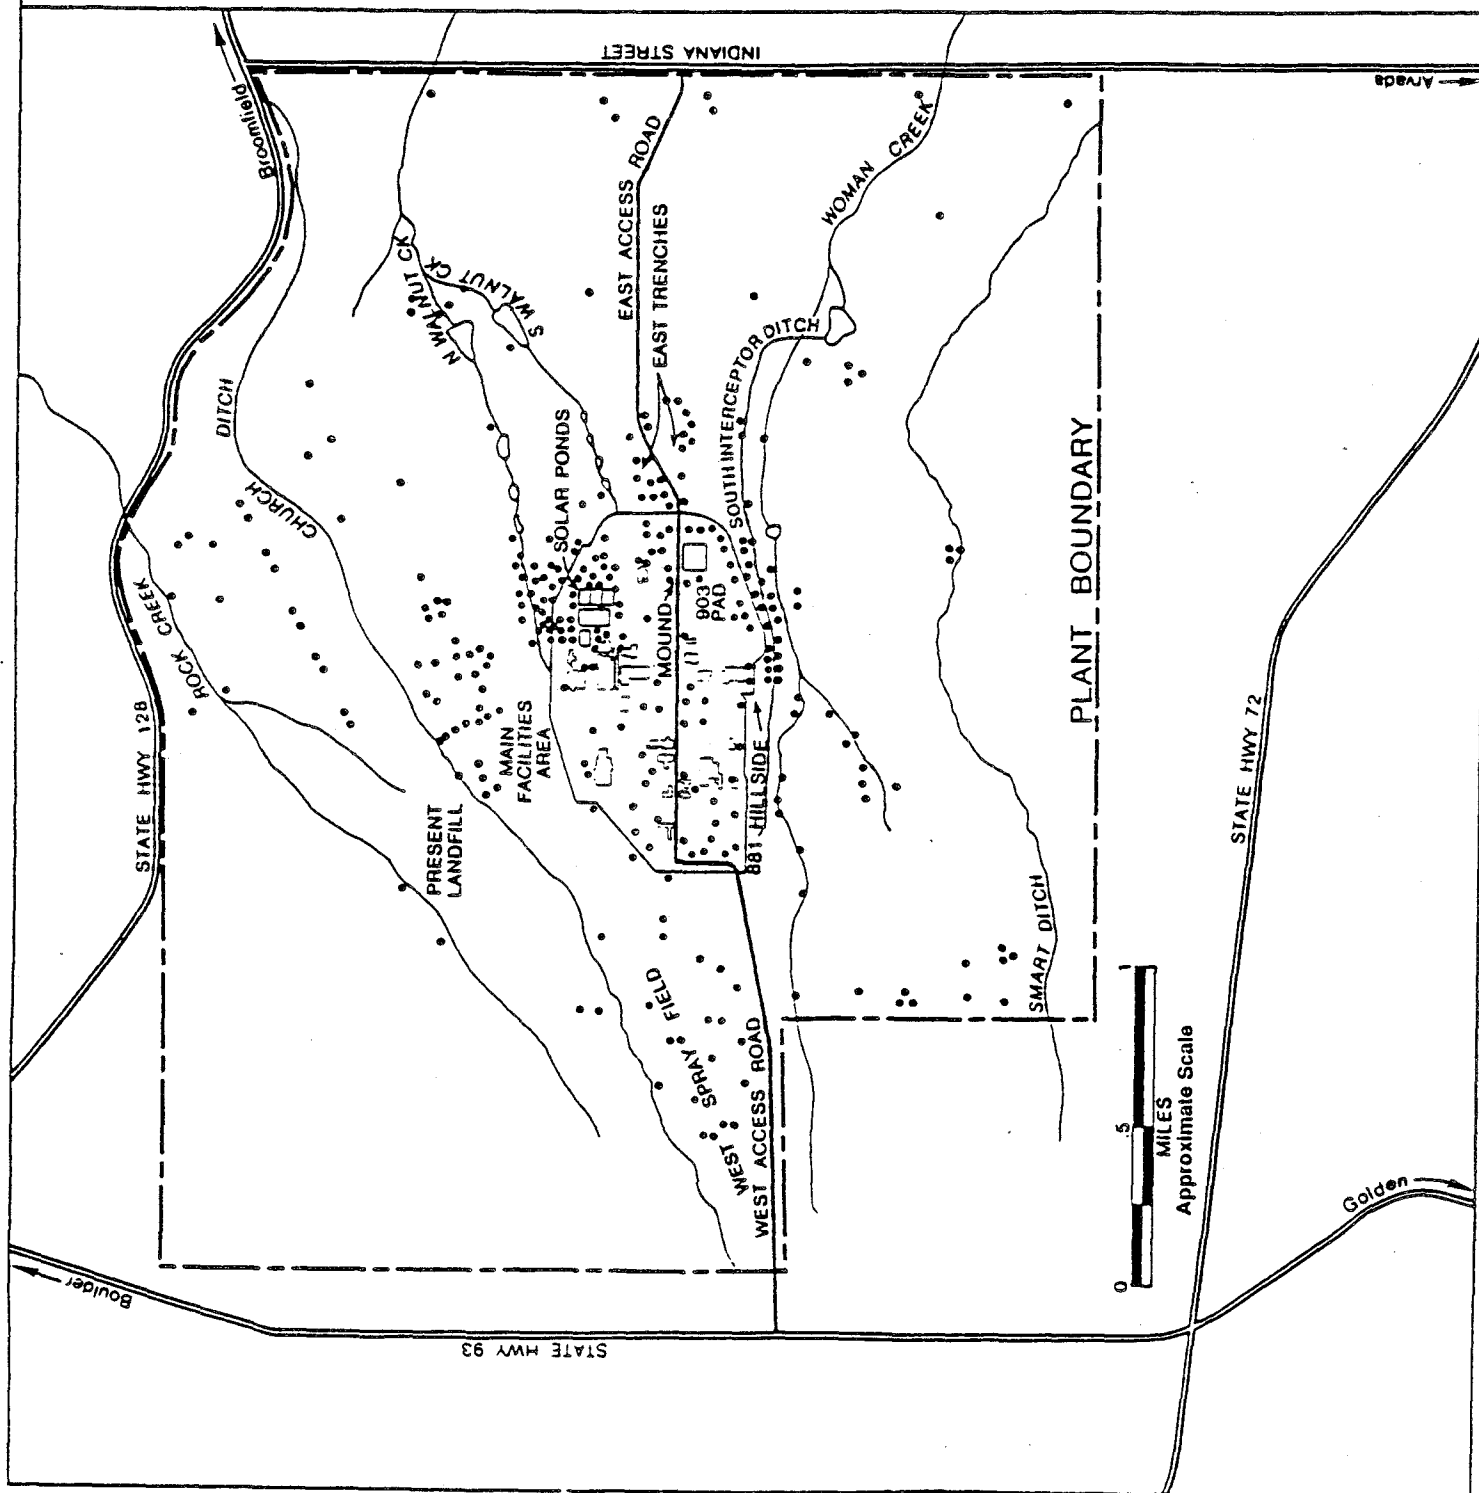 INDIANA STREET
Broomfield
Arvada
WOMAN CREEK
EAST ACCESS ROAD
EAST TRENCHES
N WALNUT CK
S WALNUT CK
SOUTH INTERCEPTOR DITCH
CHURCH DITCH
SOLAR PONDS
ROCK CREEK
STATE HWY 128
MOUND
903
PAD
PLANT BOUNDARY
MAIN
FACILITIES
AREA
PRESENT
LANDFILL
881 HILLSIDE
STATE HWY 72
SMART DITCH
WEST SPRAY FIELD
WEST ACCESS ROAD
0 .5 1
MILES
Approximate Scale
Golden
Boulder
STATE HWY 93